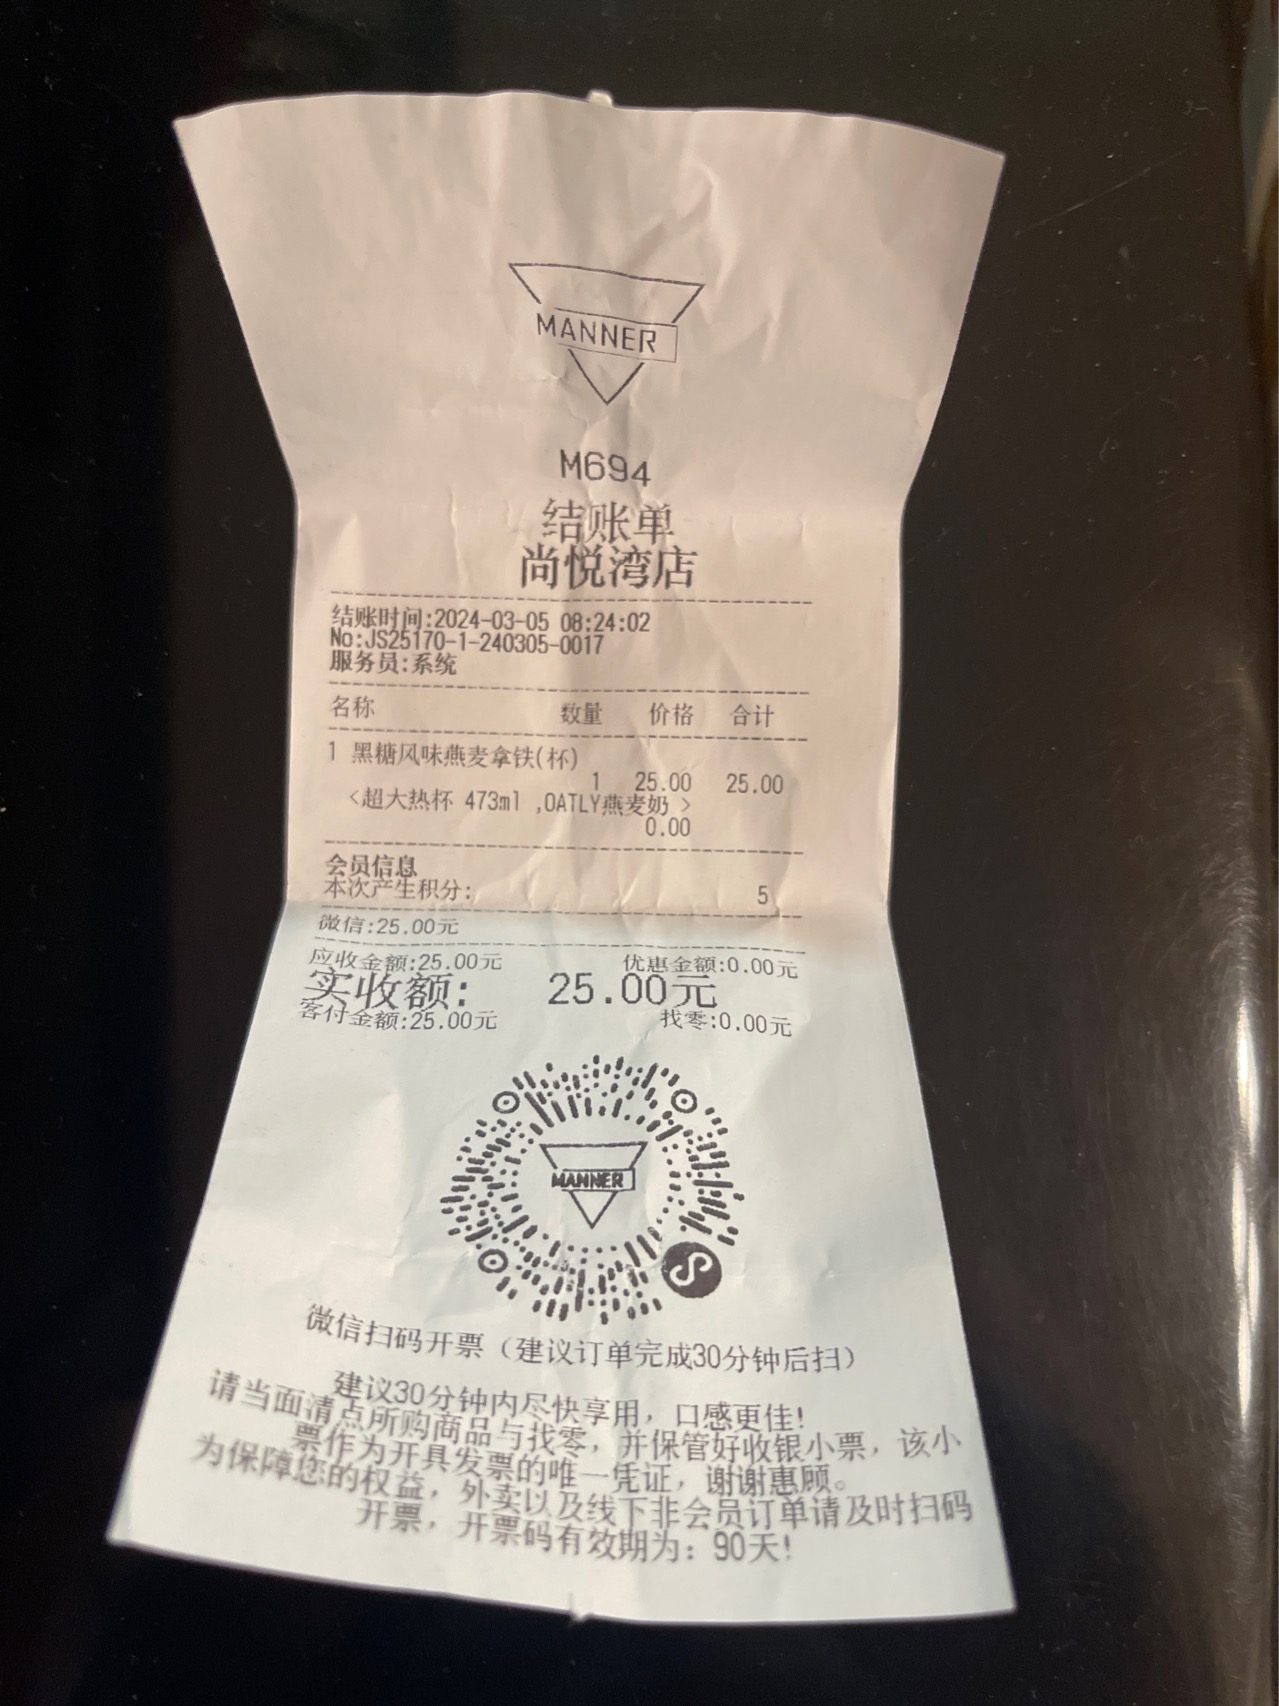 MANNER
M694
结账单
尚悦湾店
结账时间:2024-03-05 08:24:02
No:JS25170-1-240305-0017
服务员:系统
名称 数量 价格 合计
1 黑糖风味燕麦拿铁(杯)
1 25.00 25.00
<超大热杯 473ml ,OATLY燕麦奶 >
0.00
会员信息
本次产生积分: 5
微信:25.00元
应收金额:25.00元 优惠金额:0.00元
实收额: 25.00元
客付金额:25.00元 找零:0.00元
MANNER
微信扫码开票（建议订单完成30分钟后扫）
建议30分钟内尽快享用，口感更佳!
请当面清点所购商品与找零，并保管好收银小票，该小
票作为开具发票的唯一凭证，谢谢惠顾。
为保障您的权益，外卖以及线下非会员订单请及时扫码
开票，开票码有效期为：90天!